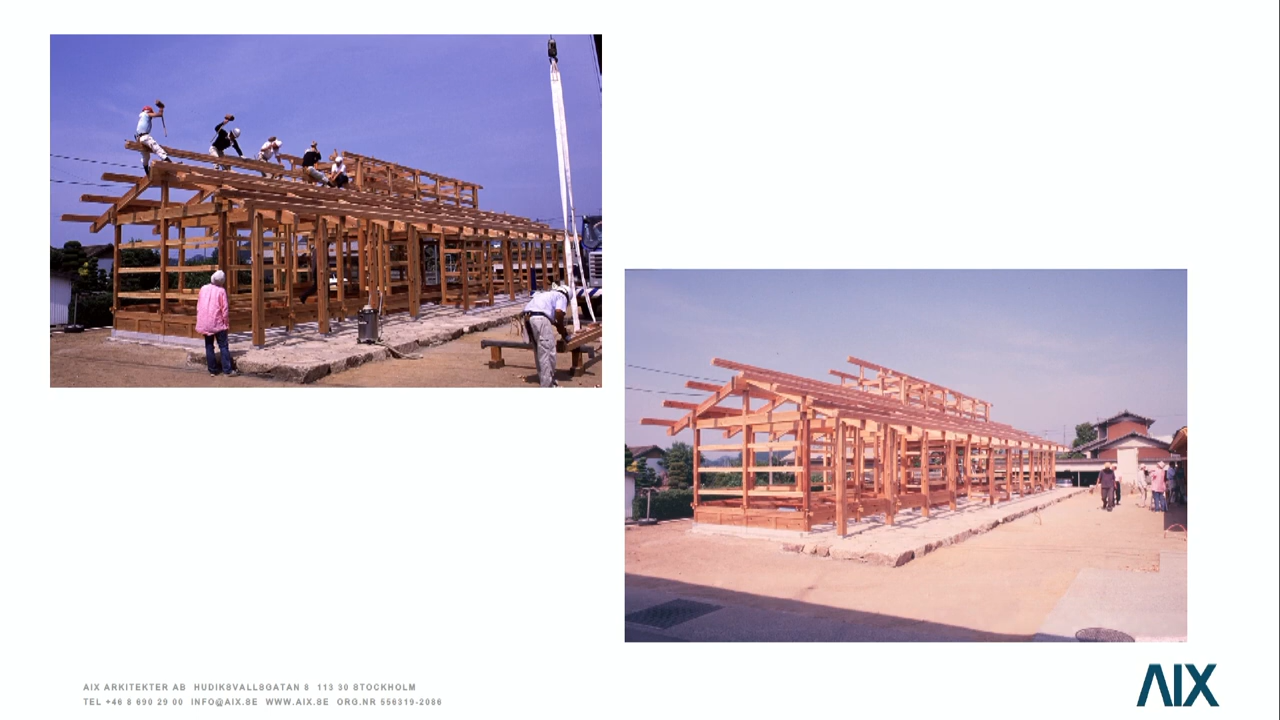 AIX ARKITEKTER AB HUDIKSVALLSGATAN 8 113 30 STOCKHOLM
TEL +46 8 690 29 00 INFO@AIX.SE WWW.AIX.SE ORG.NR 556319-2086
AIX